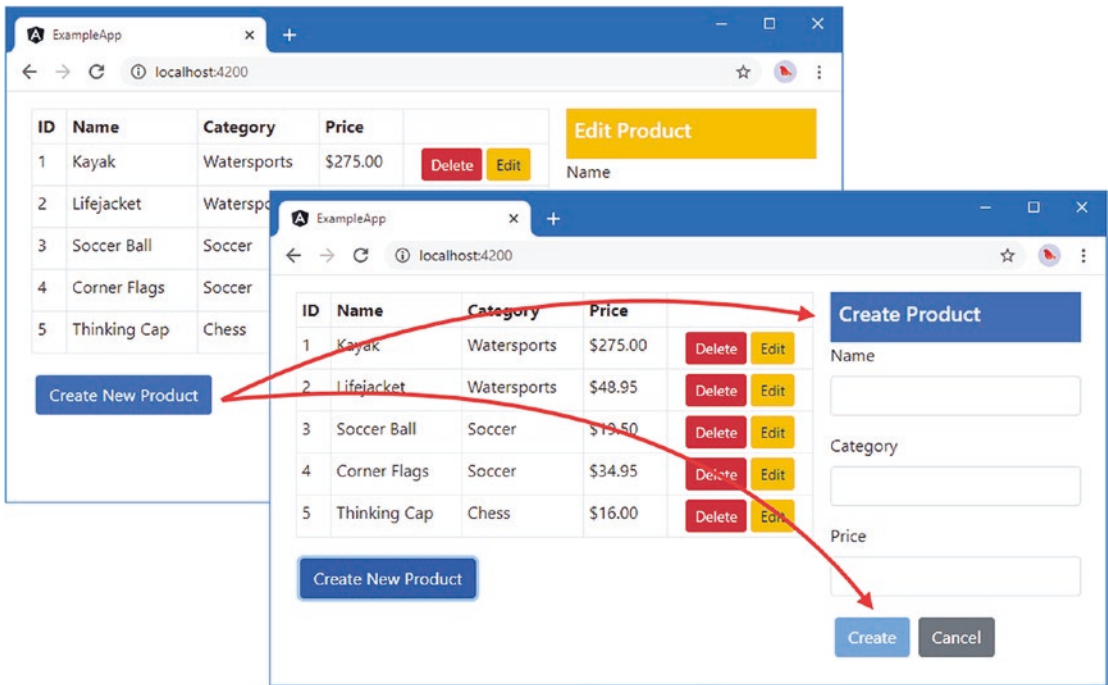 ExampleApp
localhost:4200
ID Name Category Price
1 Kayak Watersports $275.00 Delete Edit
2 Lifejacket Waterspo
3 Soccer Ball Soccer
4 Corner Flags Soccer
5 Thinking Cap Chess
Create New Product
Edit Product
Name
ExampleApp
localhost:4200
ID Name Category Price
1 Kayak Watersports $275.00 Delete Edit
2 Lifejacket Watersports $48.95 Delete Edit
3 Soccer Ball Soccer $19.50 Delete Edit
4 Corner Flags Soccer $34.95 Delete Edit
5 Thinking Cap Chess $16.00 Delete Edit
Create New Product
Create Product
Name
Category
Price
Create Cancel